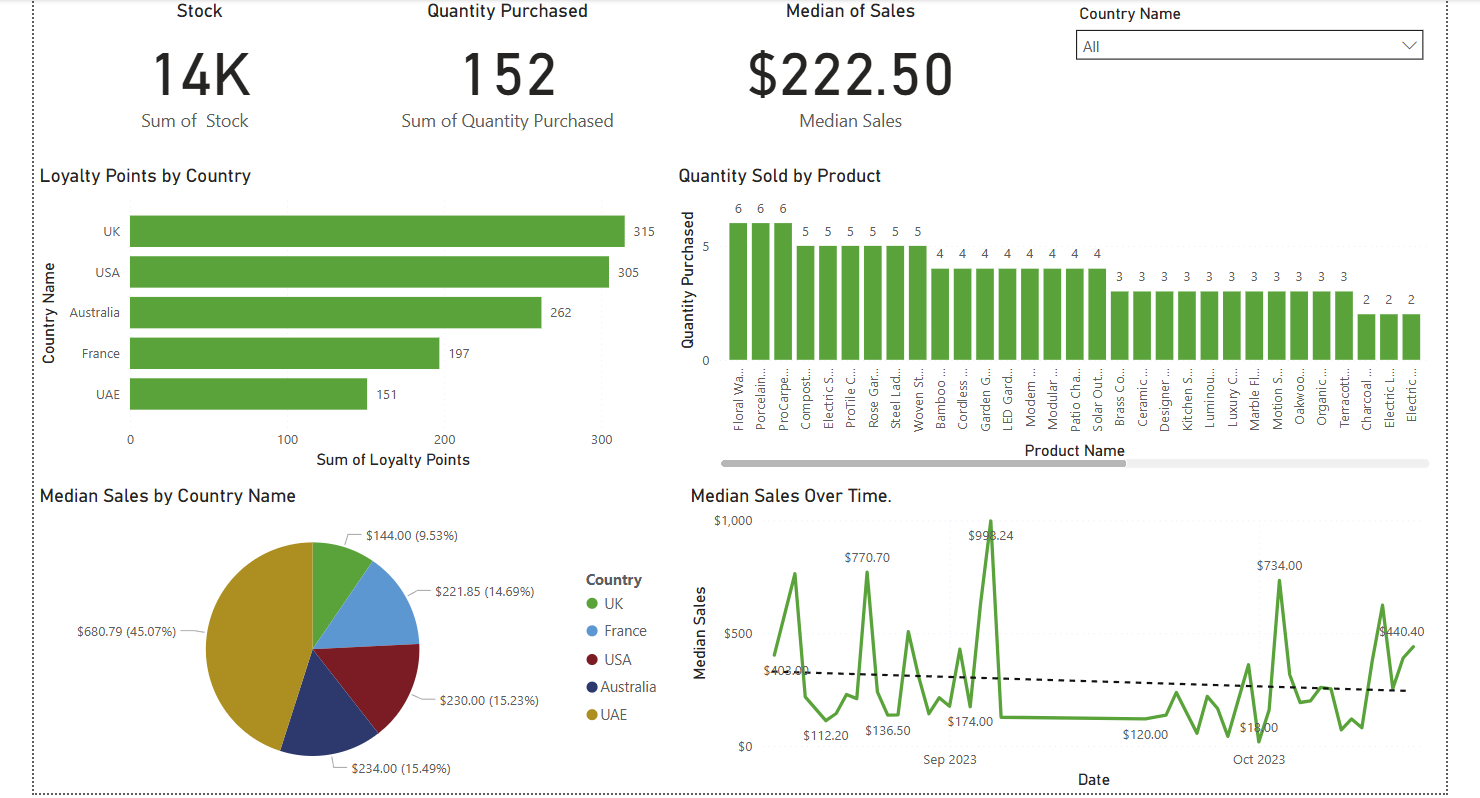 Stock
14K
Sum of Stock
Quantity Purchased
152
Sum of Quantity Purchased
Median of Sales
$222.50
Median Sales
Country Name
All
Loyalty Points by Country
Country Name
UK 315
USA 305
Australia 262
France 197
UAE 151
0 100 200 300
Sum of Loyalty Points
Quantity Sold by Product
Quantity Purchased
5
0
6 6 6 5 5 5 5 5 5 4 4 4 4 4 4 4 4 3 3 3 3 3 3 3 3 3 3 3 2 2 2
Floral Wa...
Porcelain...
ProCarpe...
Compost...
Electric S...
ProTile C...
Rose Gar...
Steel Lad...
Woven St...
Bamboo ...
Cordless ...
Garden G...
LED Gard...
Modern ...
Modular ...
Patio Cha...
Solar Out...
Brass Co...
Ceramic ...
Designer ...
Kitchen S...
Luminou...
Luxury C...
Marble Fl...
Motion S...
Oakwoo...
Organic ...
Terracott...
Charcoal ...
Electric L...
Electric ...
Product Name
Median Sales by Country Name
$144.00 (9.53%)
$221.85 (14.69%)
$230.00 (15.23%)
$234.00 (15.49%)
$680.79 (45.07%)
Country
UK
France
USA
Australia
UAE
Median Sales Over Time.
Median Sales
$1,000
$500
$0
$403.00
$112.20
$770.70
$136.50
$174.00
$998.24
$120.00
$18.00
$734.00
$440.40
Sep 2023 Oct 2023
Date